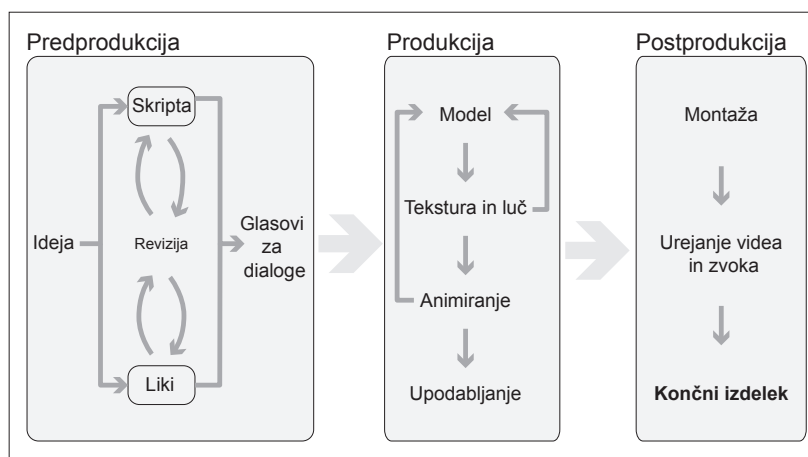 Predprodukcija
Skripta
Ideja
Revizija
Glasovi
za
dialoge
Liki
Produkcija
Model
Tekstura in luč
Animiranje
Upodabljanje
Postprodukcija
Montaža
Urejanje videa
in zvoka
Končni izdelek